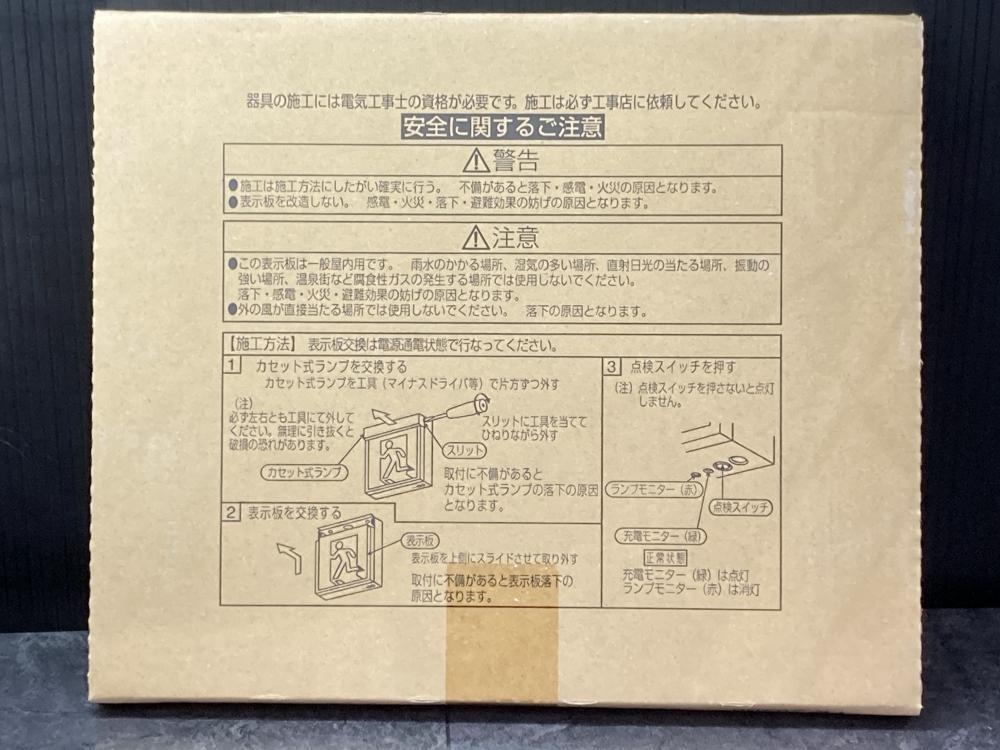 器具の施工には電気工事士の資格が必要です。施工は必ず工事店に依頼してください。
安全に関するご注意
⚠警告
●施工は施工方法にしたがい確実に行う。 不備があると落下・感電・火災の原因となります。
●表示板を改造しない。 感電・火災・落下・避難効果の妨げの原因となります。
⚠注意
●この表示板は一般屋内用です。 雨水のかかる場所、湿気の多い場所、直射日光の当たる場所、振動の
強い場所、温泉街など腐食性ガスの発生する場所では使用しないでください。
落下・感電・火災・避難効果の妨げの原因となります。
●外の風が直接当たる場所では使用しないでください。 落下の原因となります。
【施工方法】 表示板交換は電源通電状態で行なってください。
1 カセット式ランプを交換する
カセット式ランプを工具（マイナスドライバ等）で片方ずつ外す
（注）
必ず左右とも工具にて外して
ください。無理に引き抜くと
破損の恐れがあります。
スリットに工具を当てて
ひねりながら外す
スリット
カセット式ランプ
取付に不備があると
カセット式ランプの落下の原因
となります。
2 表示板を交換する
表示板
表示板を上側にスライドさせて取り外す
取付に不備があると表示板落下の
原因となります。
3 点検スイッチを押す
（注）点検スイッチを押さないと点灯
しません。
ランプモニター（赤）
点検スイッチ
充電モニター（緑）
正常状態
充電モニター（緑）は点灯
ランプモニター（赤）は消灯